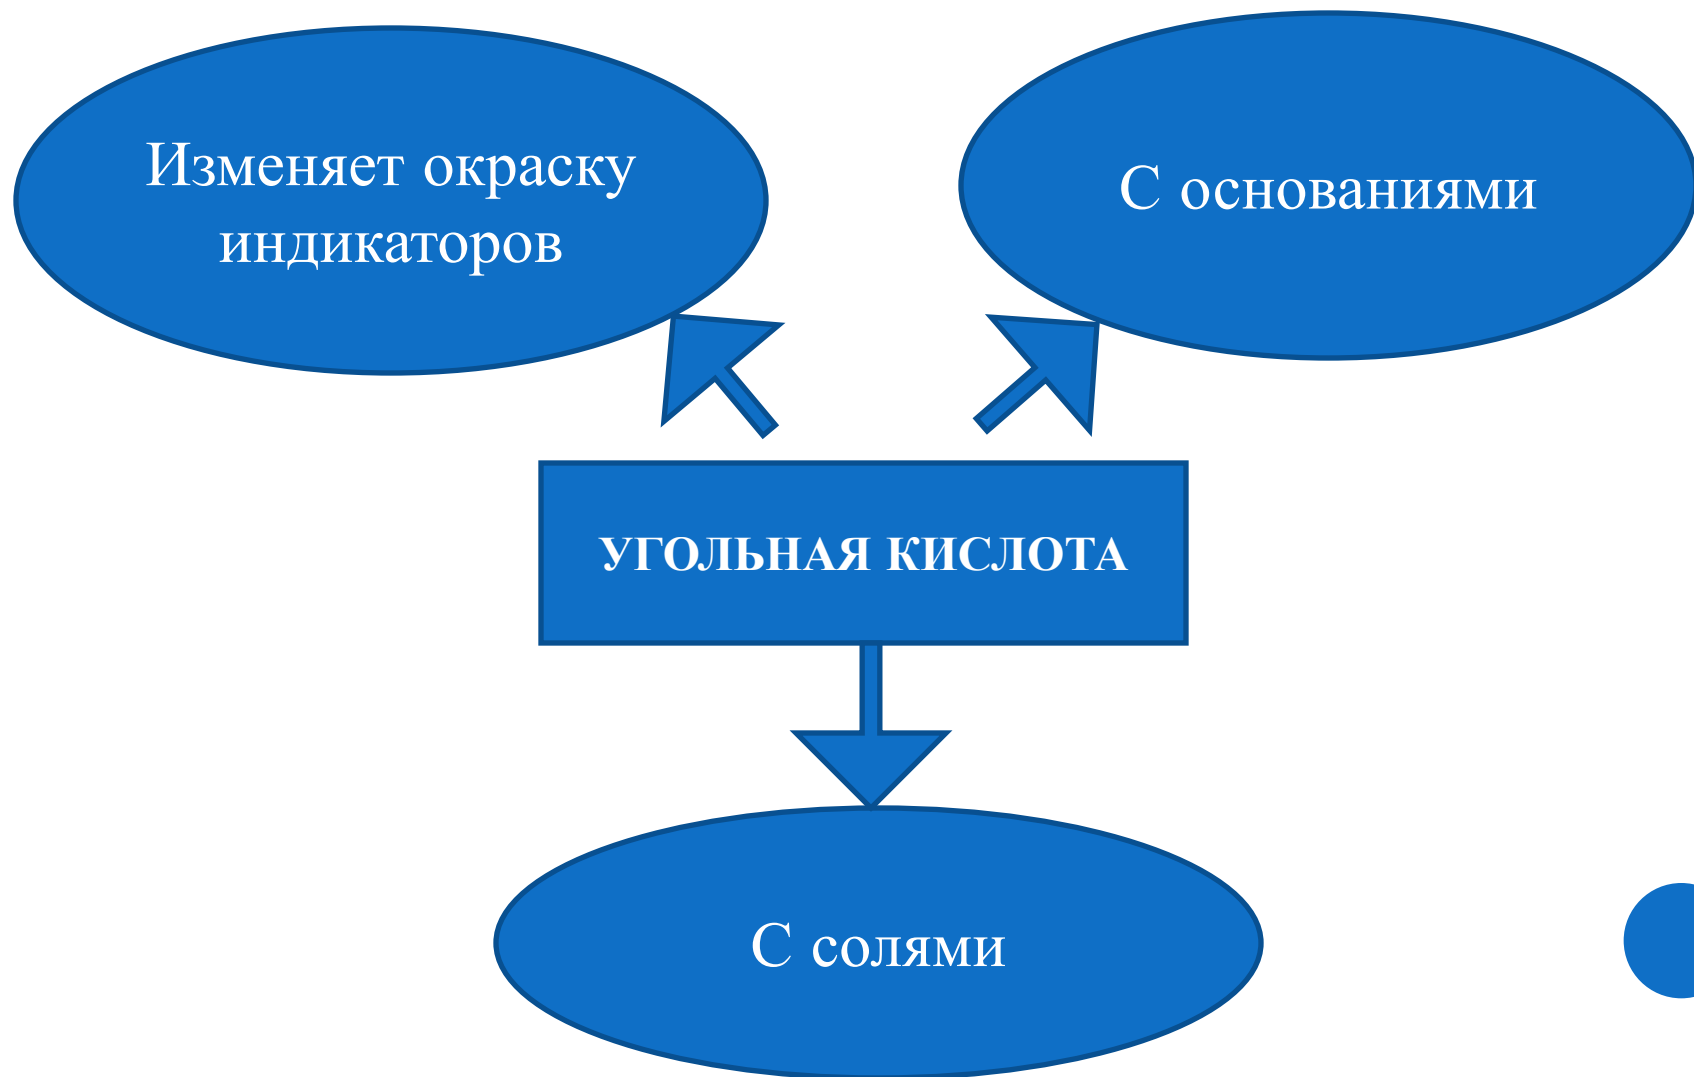 Изменяет окраску
индикаторов
С основаниями
УГОЛЬНАЯ КИСЛОТА
С солями